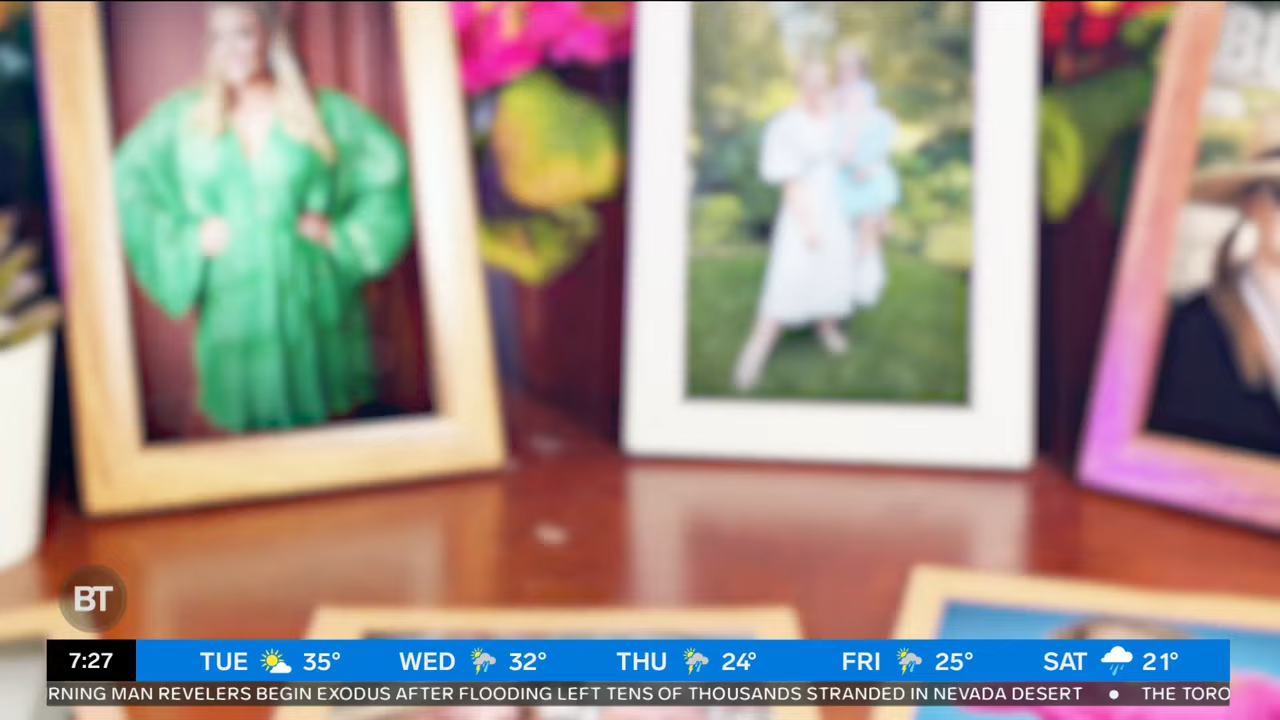 BT
7:27 TUE 35° WED 32° THU 24° FRI 25° SAT 21°
RNING MAN REVELERS BEGIN EXODUS AFTER FLOODING LEFT TENS OF THOUSANDS STRANDED IN NEVADA DESERT • THE TORO